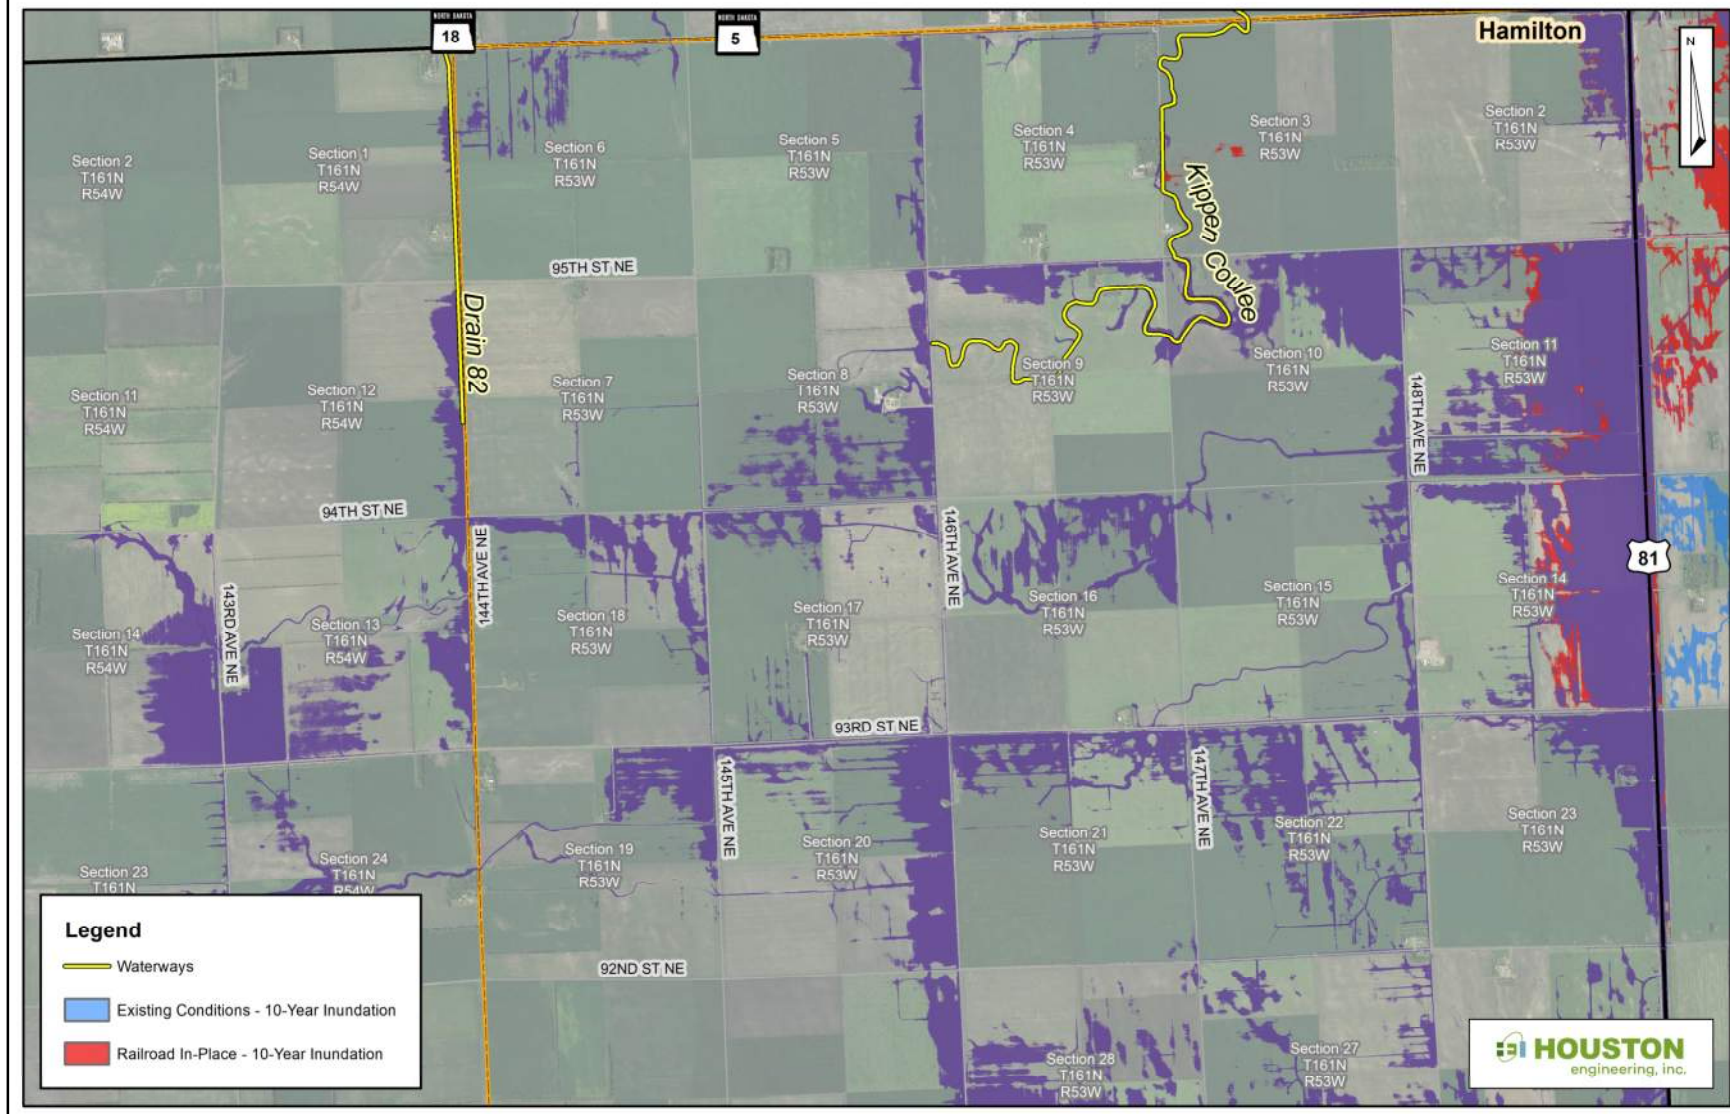 NORTH DAKOTA
18
NORTH DAKOTA
5
Hamilton
N
Section 2
T161N
R54W
Section 1
T161N
R54W
Section 6
T161N
R53W
Section 5
T161N
R53W
Section 4
T161N
R53W
Section 3
T161N
R53W
Section 2
T161N
R53W
Kippen Coulee
95TH ST NE
Drain 82
Section 11
T161N
R54W
Section 12
T161N
R54W
Section 7
T161N
R53W
Section 8
T161N
R53W
Section 9
T161N
R53W
Section 10
T161N
R53W
Section 11
T161N
R53W
148TH AVE NE
94TH ST NE
144TH AVE NE
146TH AVE NE
81
143RD AVE NE
Section 14
T161N
R54W
Section 13
T161N
R54W
Section 18
T161N
R53W
Section 17
T161N
R53W
Section 16
T161N
R53W
Section 15
T161N
R53W
Section 14
T161N
R53W
93RD ST NE
145TH AVE NE
147TH AVE NE
Section 23
T161N
Section 24
T161N
R54W
Section 19
T161N
R53W
Section 20
T161N
R53W
Section 21
T161N
R53W
Section 22
T161N
R53W
Section 23
T161N
R53W
92ND ST NE
Section 28
T161N
R53W
Section 27
T161N
R53W
Legend
Waterways
Existing Conditions - 10-Year Inundation
Railroad In-Place - 10-Year Inundation
HOUSTON
engineering, inc.